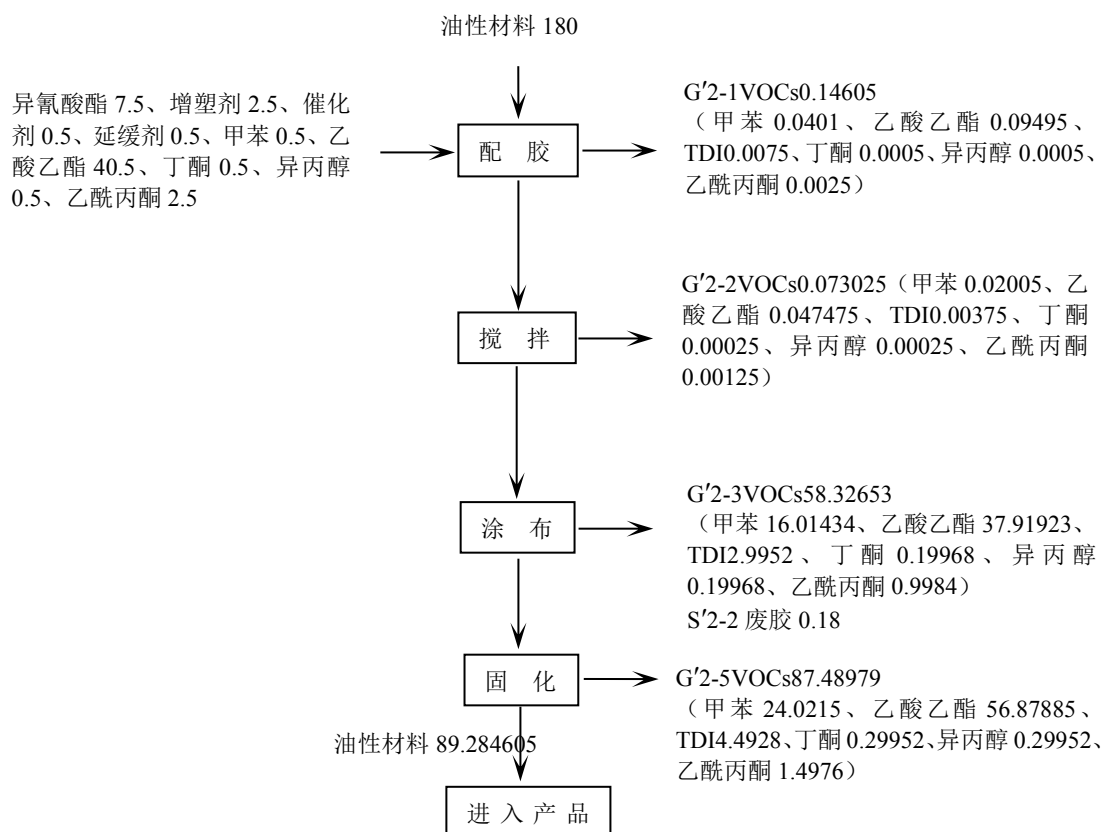 油性材料 180
异氰酸酯 7.5、增塑剂 2.5、催化
剂 0.5、延缓剂 0.5、甲苯 0.5、乙
酸乙酯 40.5、丁酮 0.5、异丙醇
0.5、乙酰丙酮 2.5
配 胶
G′2-1VOCs0.14605
（甲苯 0.0401、乙酸乙酯 0.09495、
TDI0.0075、丁酮 0.0005、异丙醇 0.0005、
乙酰丙酮 0.0025）
搅 拌
G′2-2VOCs0.073025（甲苯 0.02005、乙
酸乙酯 0.047475、TDI0.00375、丁酮
0.00025、异丙醇 0.00025、乙酰丙酮
0.00125）
涂 布
G′2-3VOCs58.32653
（甲苯 16.01434、乙酸乙酯 37.91923、
TDI2.9952、丁酮 0.19968、异丙醇
0.19968、乙酰丙酮 0.9984）
S′2-2 废胶 0.18
固 化
G′2-5VOCs87.48979
（甲苯 24.0215、乙酸乙酯 56.87885、
TDI4.4928、丁酮 0.29952、异丙醇 0.29952、
乙酰丙酮 1.4976）
油性材料 89.284605
进入产品